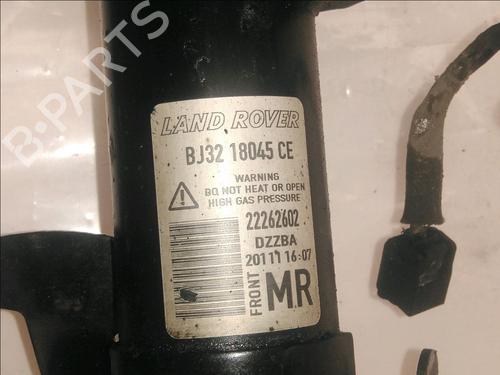 B-PARTS
LAND ROVER
BJ32 18045 CE
WARNING
DO NOT HEAT OR OPEN
HIGH GAS PRESSURE
22262602
DZZBA
20111 16:07
FRONT
MR